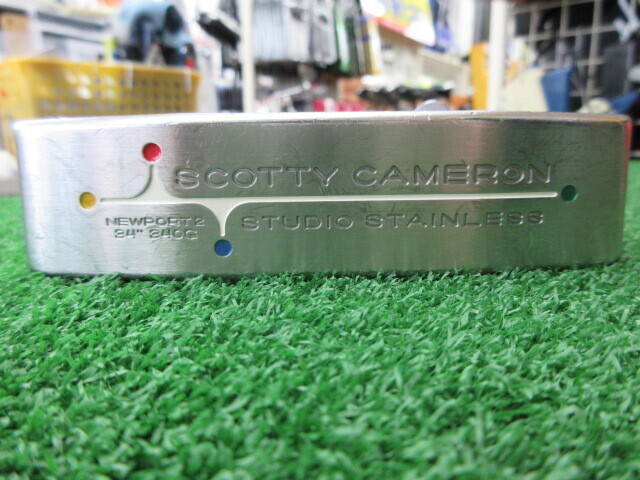 SCOTTY CAMERON
NEWPORT 2
34" 340G
STUDIO STAINLESS